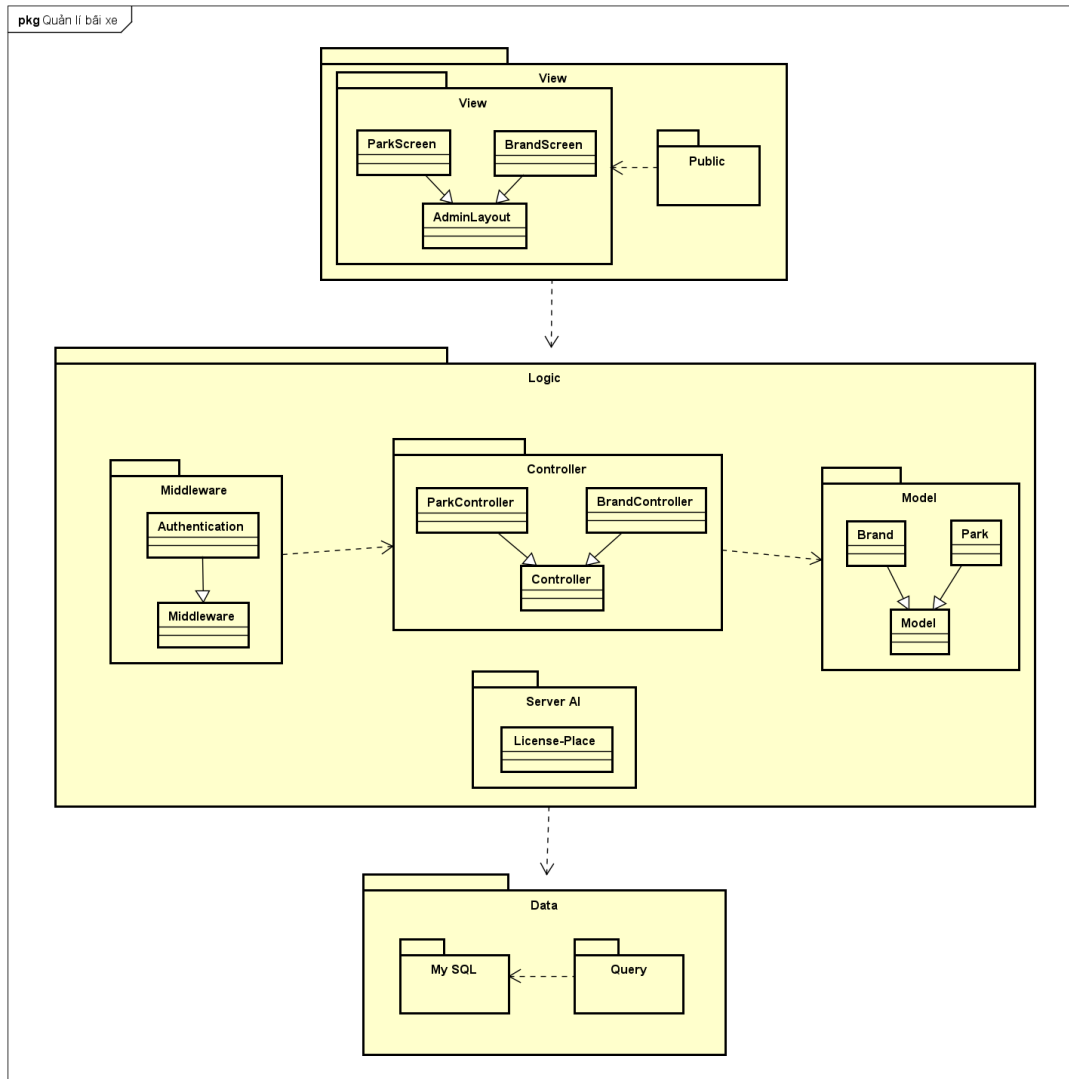 pkg Quản lí bãi xe
View
View
ParkScreen
BrandScreen
AdminLayout
Public
Logic
Middleware
Authentication
Middleware
Controller
ParkController
BrandController
Controller
Model
Brand
Park
Model
Server AI
License-Place
Data
My SQL
Query